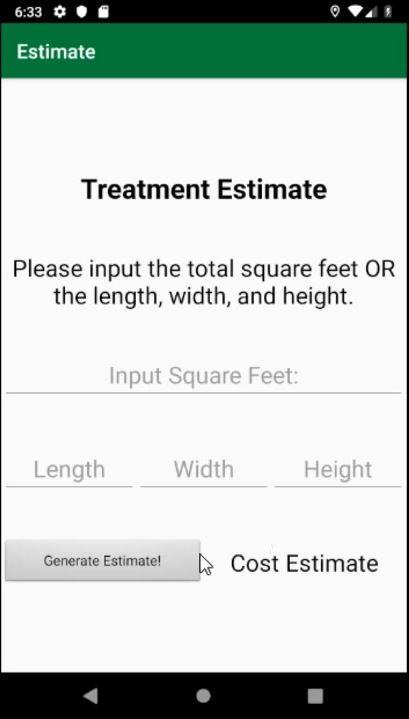 6:33
Estimate
Treatment Estimate
Please input the total square feet OR
the length, width, and height.
Input Square Feet:
Length Width Height
Generate Estimate! Cost Estimate